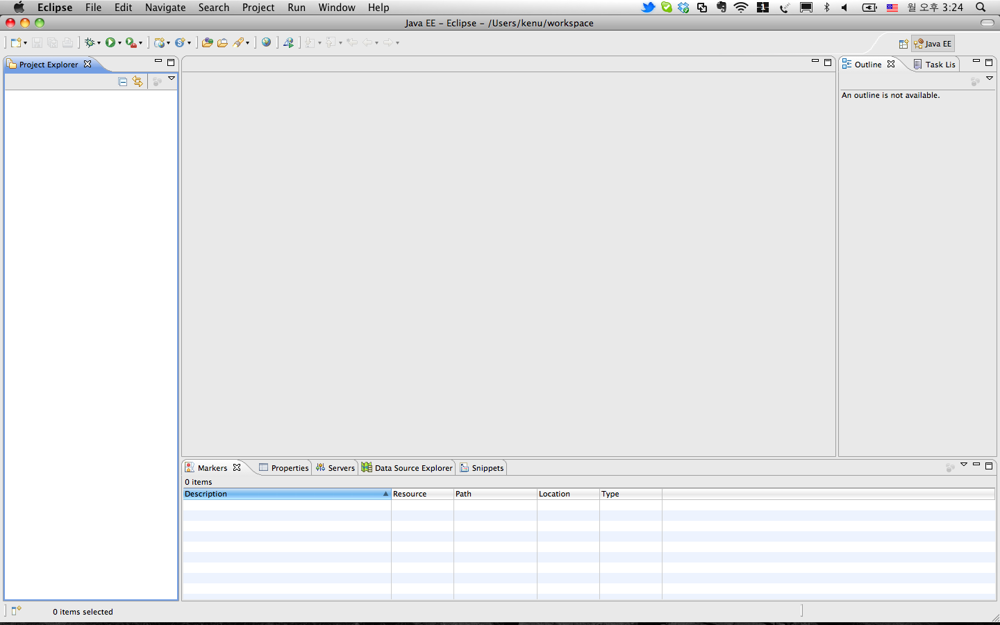 Eclipse File Edit Navigate Search Project Run Window Help 1 월 오후 3:24
Java EE – Eclipse – /Users/kenu/workspace
Java EE
Project Explorer
Outline Task Lis
An outline is not available.
Markers Properties Servers Data Source Explorer Snippets
0 items
Description Resource Path Location Type
0 items selected